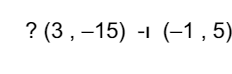 ? (3 , –15) -ı (–1 , 5)